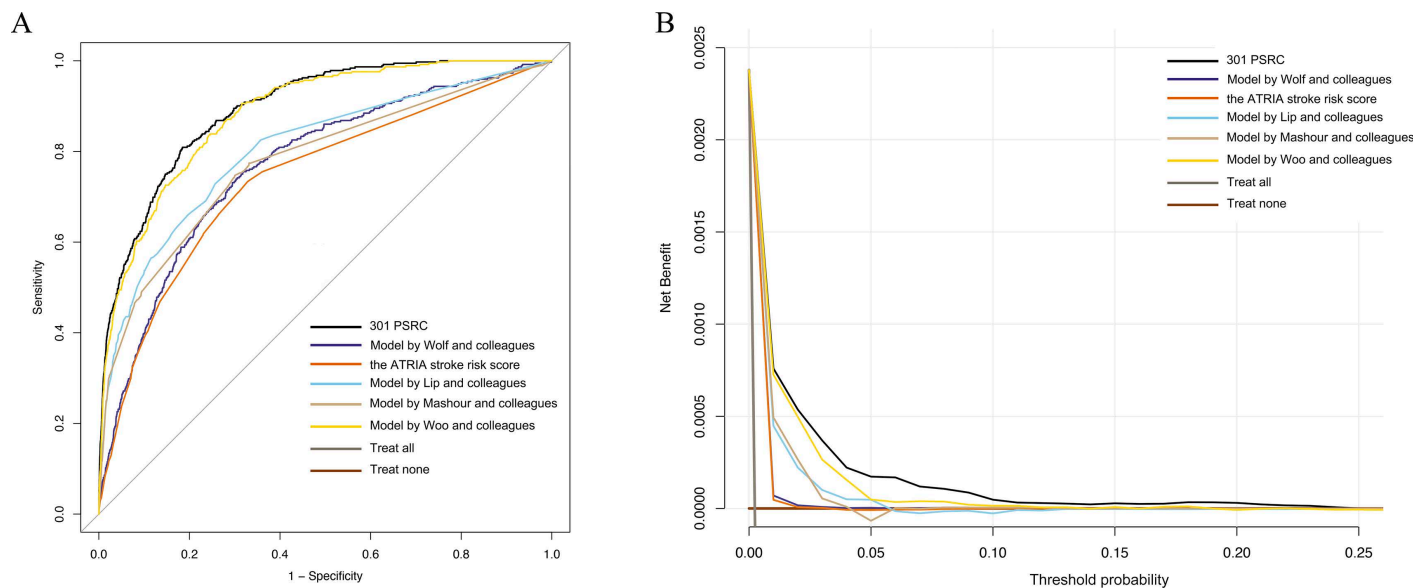 A
1.0
0.8
0.6
0.4
0.2
0.0
Sensitivity
301 PSRC
Model by Wolf and colleagues
the ATRIA stroke risk score
Model by Lip and colleagues
Model by Mashour and colleagues
Model by Woo and colleagues
Treat all
Treat none
0.0 0.2 0.4 0.6 0.8 1.0
1 − Specificity
B
0.0025
0.0020
0.0015
0.0010
0.0005
0.0000
Net Benefit
301 PSRC
Model by Wolf and colleagues
the ATRIA stroke risk score
Model by Lip and colleagues
Model by Mashour and colleagues
Model by Woo and colleagues
Treat all
Treat none
0.00 0.05 0.10 0.15 0.20 0.25
Threshold probability